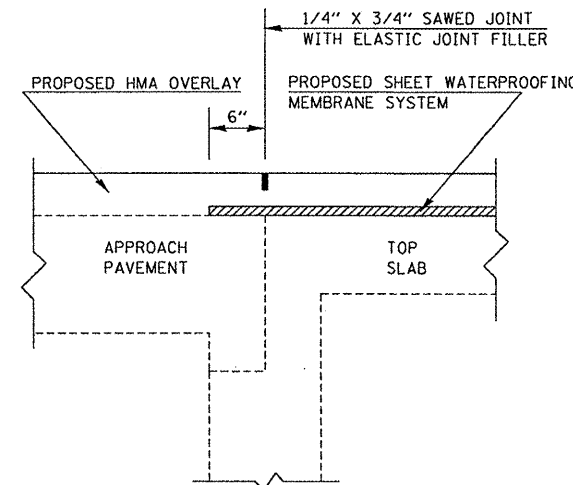 1/4" X 3/4" SAWED JOINT
WITH ELASTIC JOINT FILLER
PROPOSED HMA OVERLAY
PROPOSED SHEET WATERPROOFING
MEMBRANE SYSTEM
6"
APPROACH
PAVEMENT
TOP
SLAB